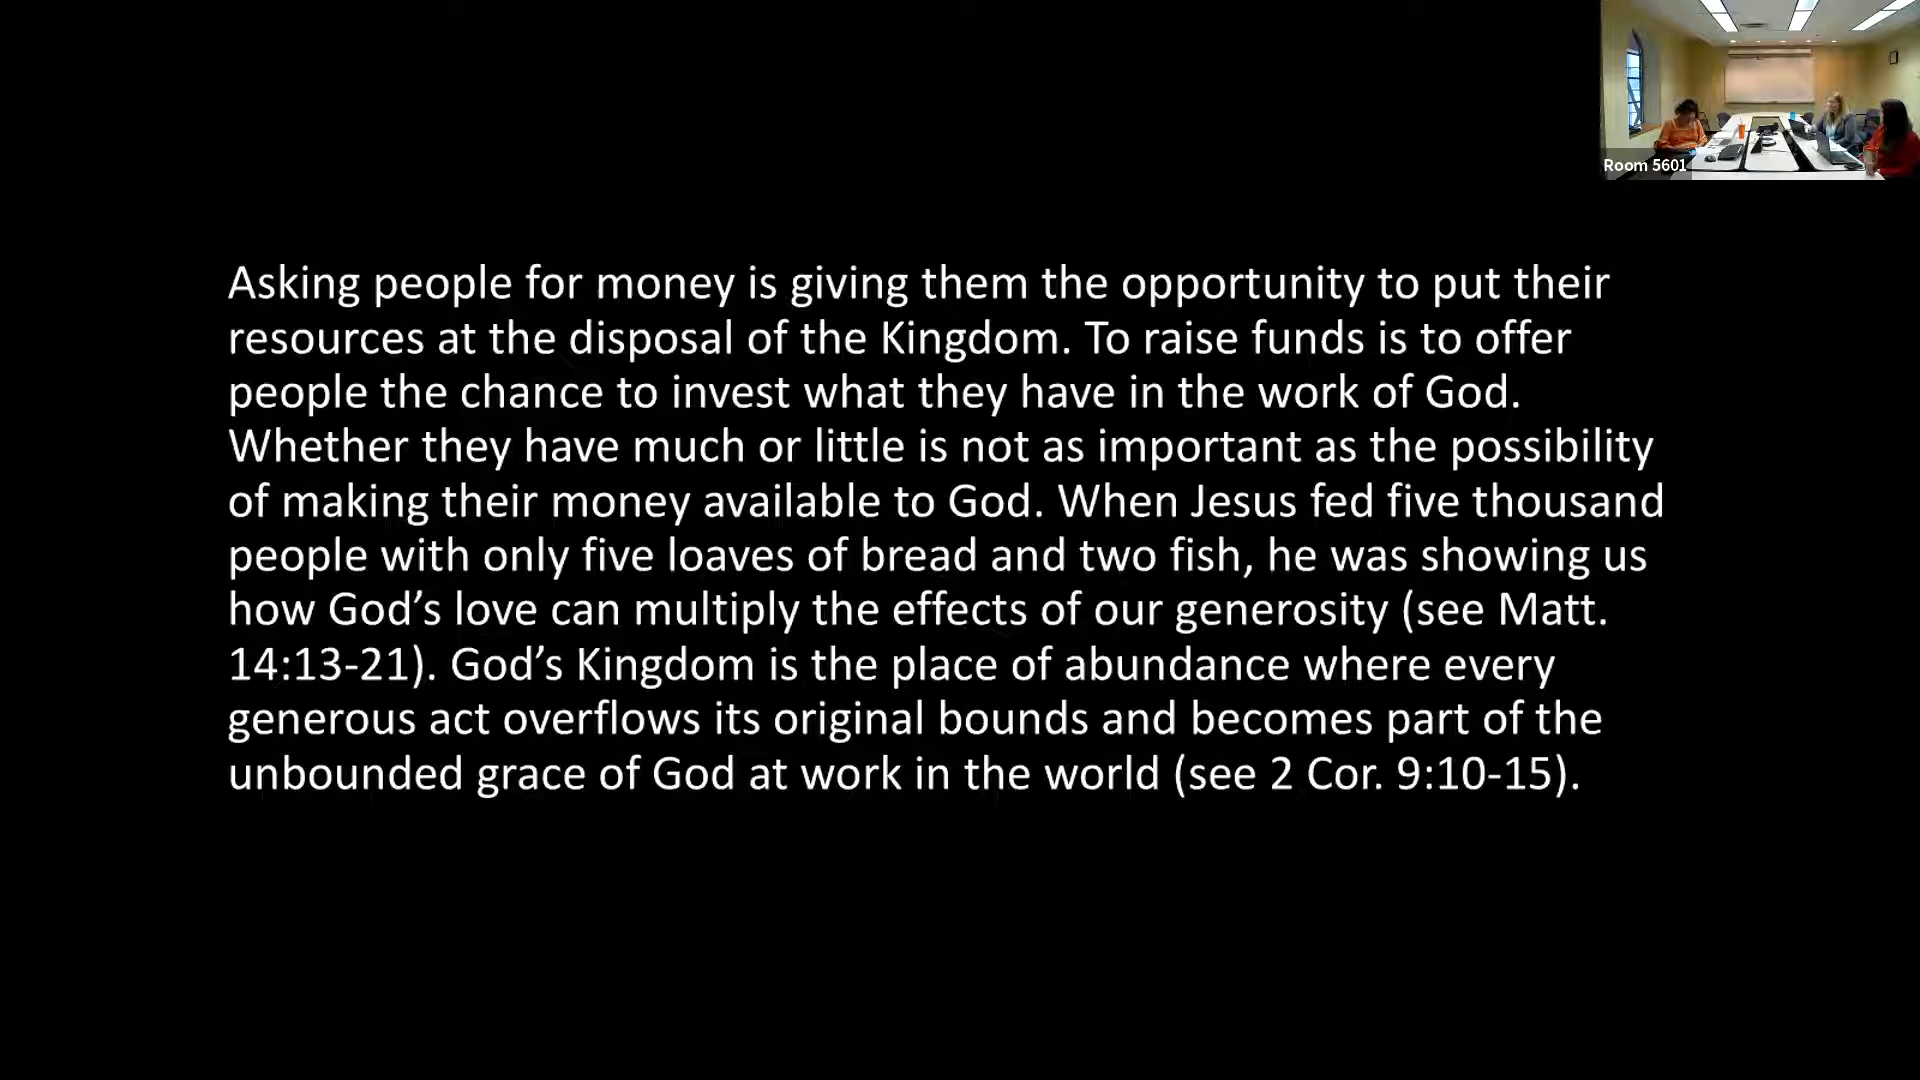 Room 5601
Asking people for money is giving them the opportunity to put their
resources at the disposal of the Kingdom. To raise funds is to offer
people the chance to invest what they have in the work of God.
Whether they have much or little is not as important as the possibility
of making their money available to God. When Jesus fed five thousand
people with only five loaves of bread and two fish, he was showing us
how God’s love can multiply the effects of our generosity (see Matt.
14:13-21). God’s Kingdom is the place of abundance where every
generous act overflows its original bounds and becomes part of the
unbounded grace of God at work in the world (see 2 Cor. 9:10-15).